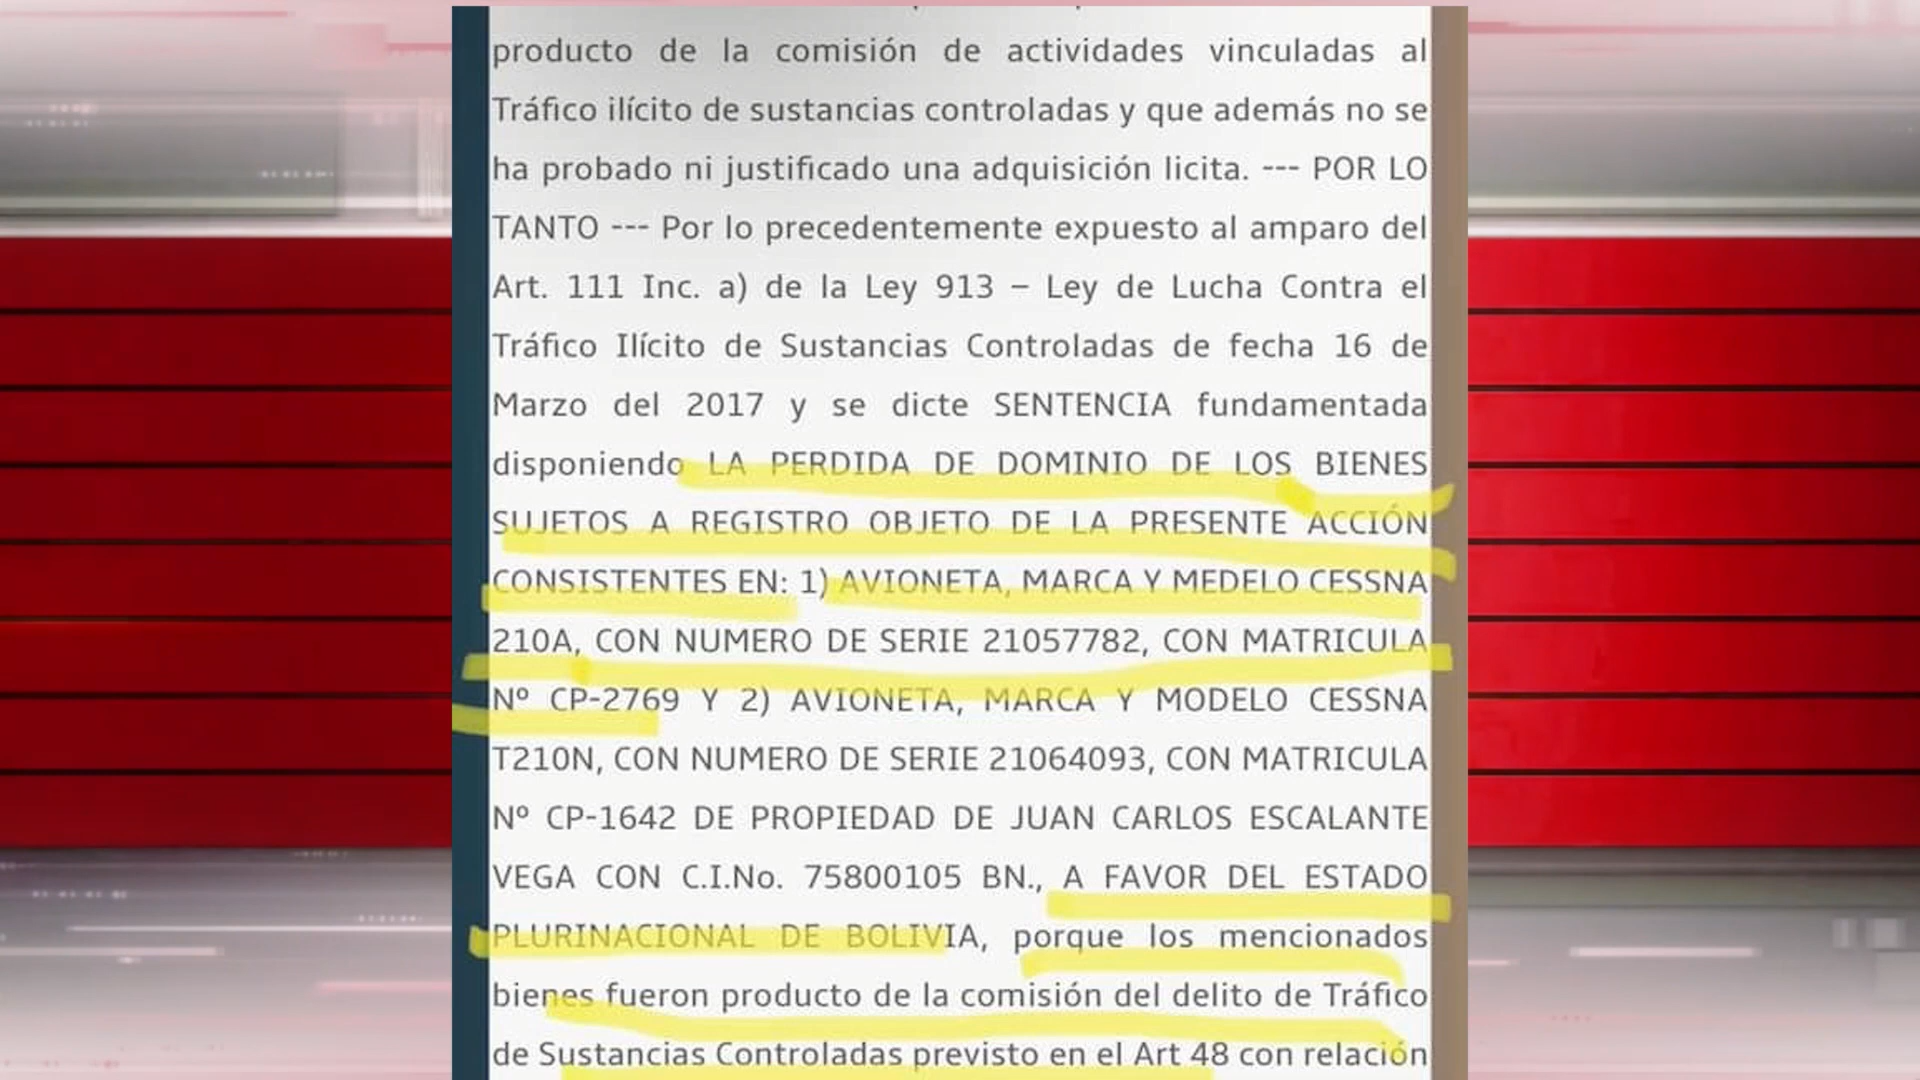 producto de la comisión de actividades vinculadas al
Tráfico ilícito de sustancias controladas y que además no se
ha probado ni justificado una adquisición licita. --- POR LO
TANTO --- Por lo precedentemente expuesto al amparo del
Art. 111 Inc. a) de la Ley 913 – Ley de Lucha Contra el
Tráfico Ilícito de Sustancias Controladas de fecha 16 de
Marzo del 2017 y se dicte SENTENCIA fundamentada
disponiendo LA PERDIDA DE DOMINIO DE LOS BIENES
SUJETOS A REGISTRO OBJETO DE LA PRESENTE ACCIÓN
CONSISTENTES EN: 1) AVIONETA, MARCA Y MEDELO CESSNA
210A, CON NUMERO DE SERIE 21057782, CON MATRICULA
Nº CP-2769 Y 2) AVIONETA, MARCA Y MODELO CESSNA
T210N, CON NUMERO DE SERIE 21064093, CON MATRICULA
Nº CP-1642 DE PROPIEDAD DE JUAN CARLOS ESCALANTE
VEGA CON C.I.No. 75800105 BN., A FAVOR DEL ESTADO
PLURINACIONAL DE BOLIVIA, porque los mencionados
bienes fueron producto de la comisión del delito de Tráfico
de Sustancias Controladas previsto en el Art 48 con relación